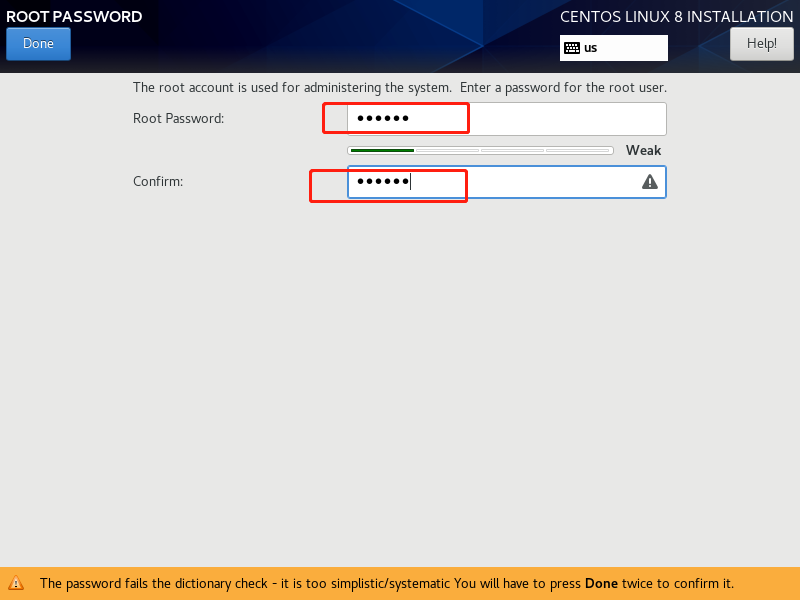 ROOT PASSWORD
CENTOS LINUX 8 INSTALLATION
Done
us
Help!
The root account is used for administering the system.  Enter a password for the root user.
Root Password:
••••••
Weak
Confirm:
••••••
The password fails the dictionary check - it is too simplistic/systematic You will have to press Done twice to confirm it.